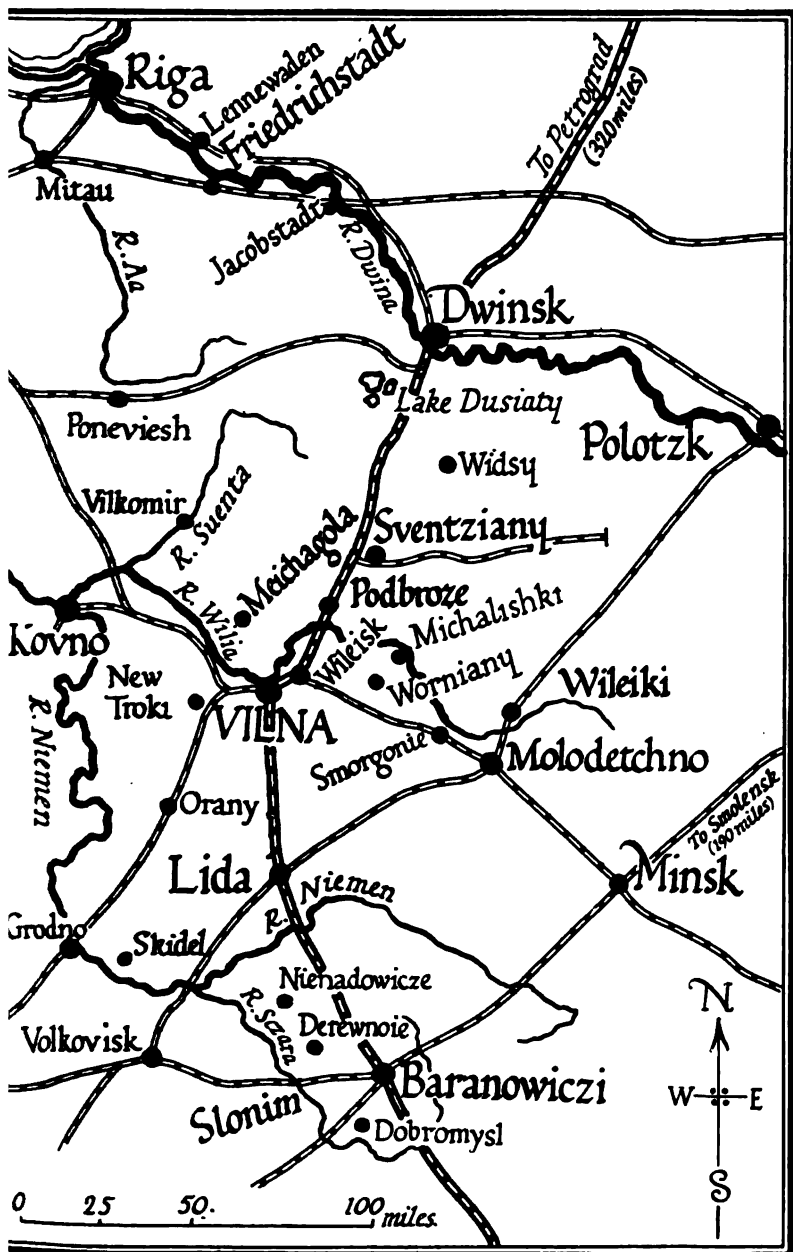 Riga
Lennewaden
Friedrichstadt
To Petrograd
(320 miles)
Mitau
R. Aa
Jacobstadt
R. Dwina
Dwinsk
Lake Dusiaty
Poneviesh
Polotzk
Widsy
Vilkomir
R. Suenta
Sventziany
Meichagola
Podbroze
R. Wilia
Michalishki
Kovno
Wileisk
New
Troki
Worniany
Wileiki
VILNA
R. Niemen
Smorgonie
Molodetchno
Orany
To Smolensk
(190 miles)
Lida
Minsk
R. Niemen
Grodno
Skidel
Nienadowicze
N
R. Sczara
Derewnoie
Volkovisk
Baranowiczi
W E
Slonim
Dobromysl
S
0 25 50. 100 miles.